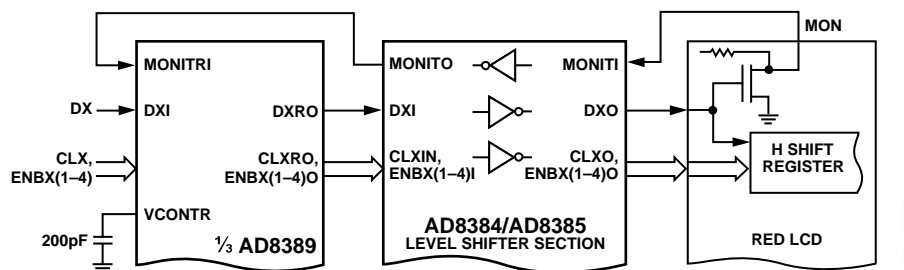 MON
MONITRI
MONITO
MONITI
DX
DXI
DXRO
DXI
DXO
CLX,
ENBX(1–4)
CLXRO,
ENBX(1–4)O
CLXIN,
ENBX(1–4)I
CLXO,
ENBX(1–4)O
H SHIFT
REGISTER
VCONTR
200pF
⅓ AD8389
AD8384/AD8385
LEVEL SHIFTER SECTION
RED LCD